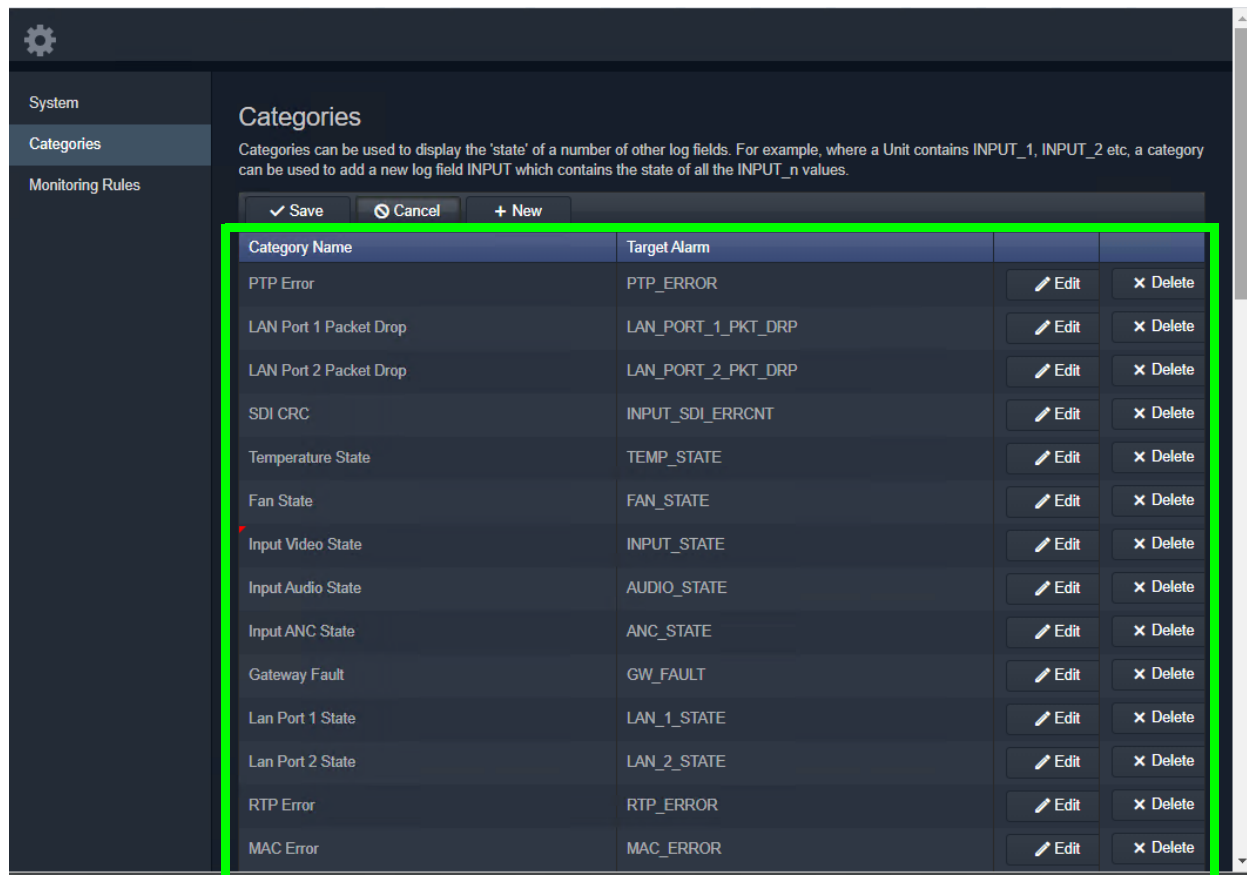 System
Categories
Monitoring Rules
Categories
Categories can be used to display the 'state' of a number of other log fields. For example, where a Unit contains INPUT_1, INPUT_2 etc, a category
can be used to add a new log field INPUT which contains the state of all the INPUT_n values.
Save Cancel New
Category Name Target Alarm
PTP Error PTP_ERROR Edit Delete
LAN Port 1 Packet Drop LAN_PORT_1_PKT_DRP Edit Delete
LAN Port 2 Packet Drop LAN_PORT_2_PKT_DRP Edit Delete
SDI CRC INPUT_SDI_ERRCNT Edit Delete
Temperature State TEMP_STATE Edit Delete
Fan State FAN_STATE Edit Delete
Input Video State INPUT_STATE Edit Delete
Input Audio State AUDIO_STATE Edit Delete
Input ANC State ANC_STATE Edit Delete
Gateway Fault GW_FAULT Edit Delete
Lan Port 1 State LAN_1_STATE Edit Delete
Lan Port 2 State LAN_2_STATE Edit Delete
RTP Error RTP_ERROR Edit Delete
MAC Error MAC_ERROR Edit Delete